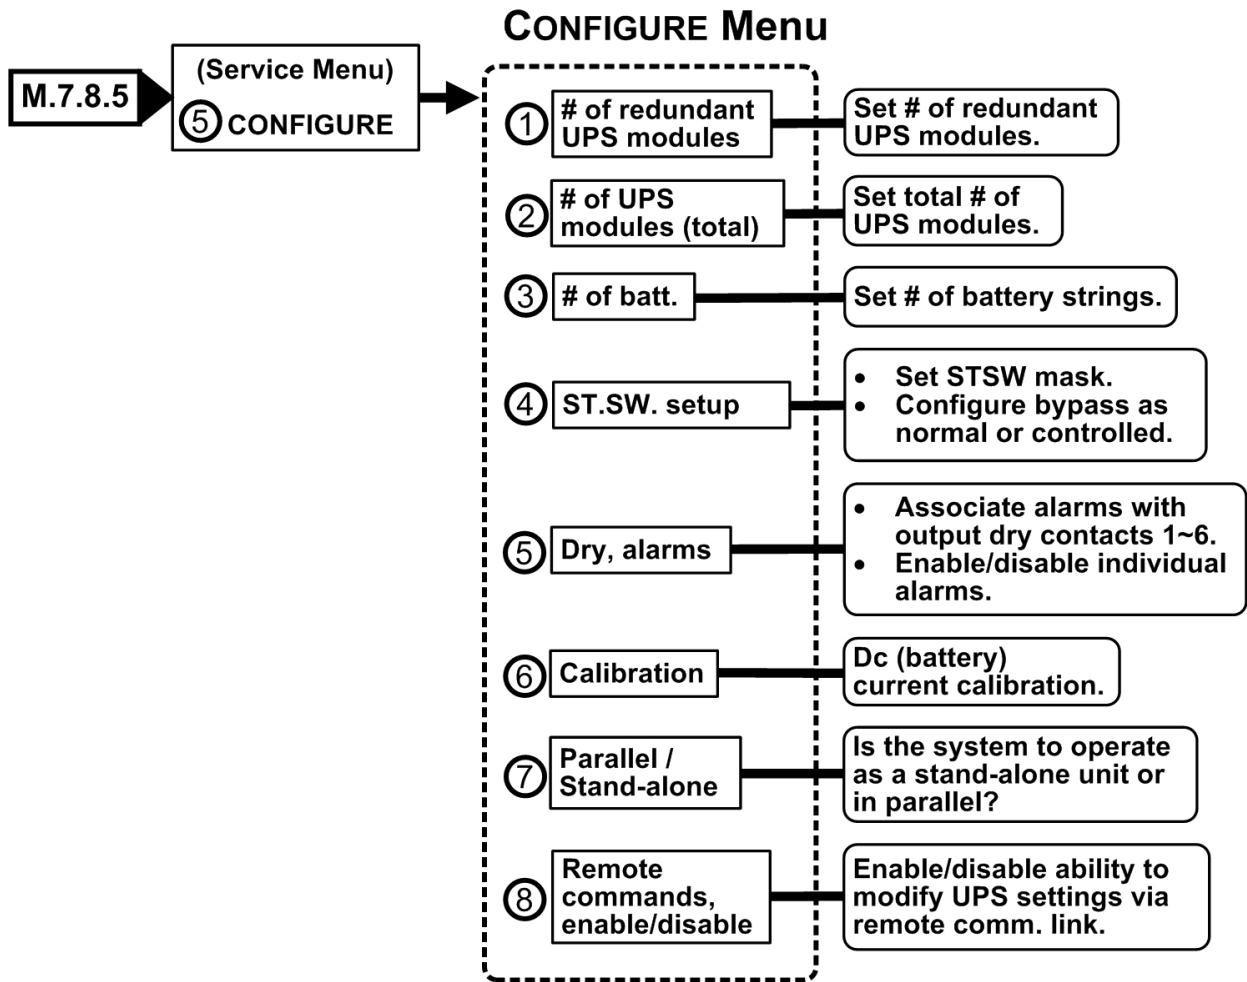 CONFIGURE Menu
M.7.8.5
(Service Menu)
5 CONFIGURE
1
# of redundant
UPS modules
Set # of redundant
UPS modules.
2
# of UPS
modules (total)
Set total # of
UPS modules.
3
# of batt.
Set # of battery strings.
4
ST.SW. setup
• Set STSW mask.
• Configure bypass as
normal or controlled.
5
Dry, alarms
• Associate alarms with
output dry contacts 1~6.
• Enable/disable individual
alarms.
6
Calibration
Dc (battery)
current calibration.
7
Parallel /
Stand-alone
Is the system to operate
as a stand-alone unit or
in parallel?
8
Remote
commands,
enable/disable
Enable/disable ability to
modify UPS settings via
remote comm. link.